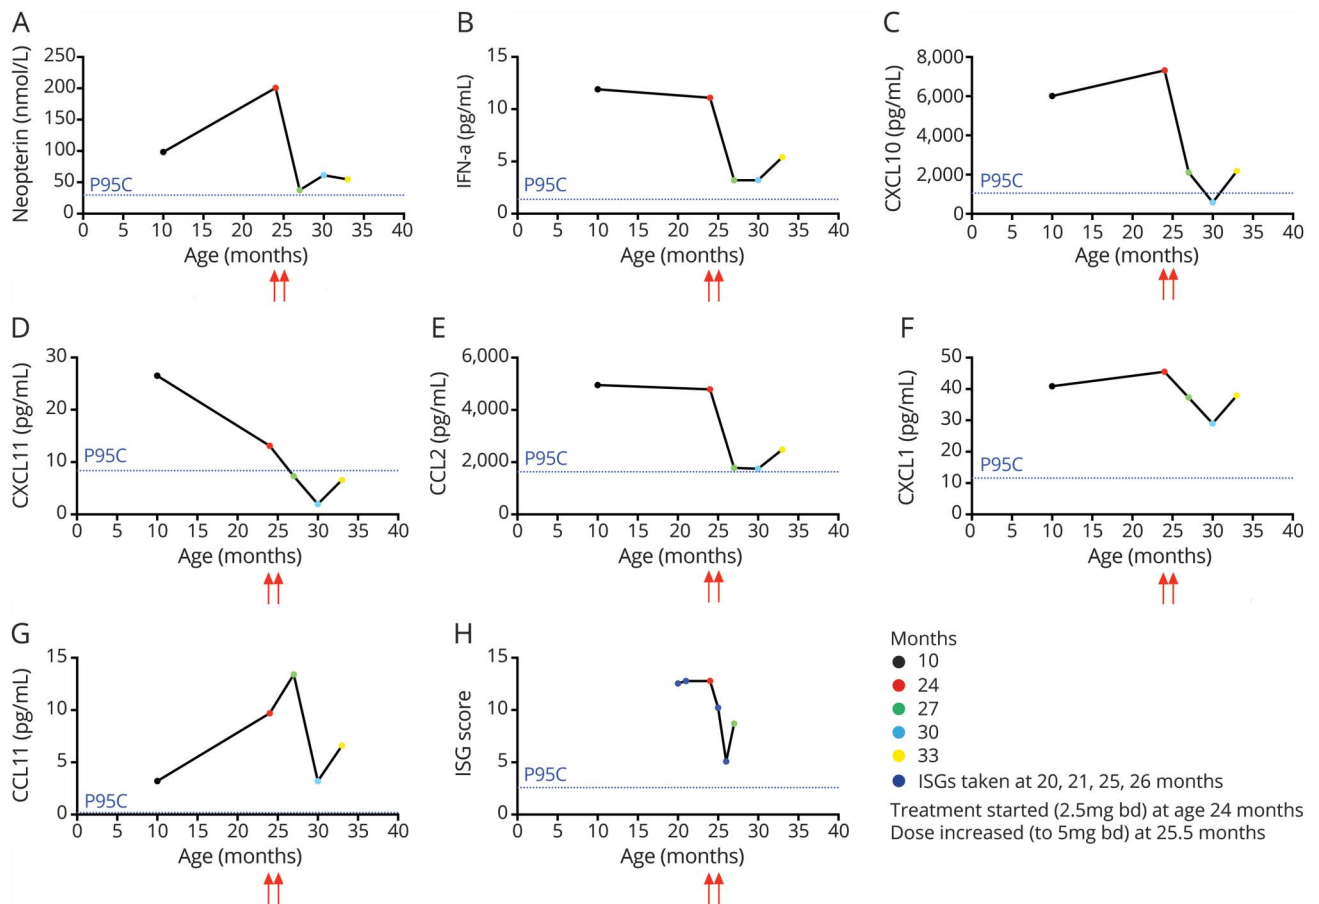 A
Neopterin (nmol/L)
250
200
150
100
50
0
P95C
0 5 10 15 20 25 30 35 40
Age (months)
B
IFN-a (pg/mL)
15
10
5
0
P95C
0 5 10 15 20 25 30 35 40
Age (months)
C
CXCL10 (pg/mL)
8,000
6,000
4,000
2,000
0
P95C
0 5 10 15 20 25 30 35 40
Age (months)
D
CXCL11 (pg/mL)
30
20
10
0
P95C
0 5 10 15 20 25 30 35 40
Age (months)
E
CCL2 (pg/mL)
6,000
4,000
2,000
0
P95C
0 5 10 15 20 25 30 35 40
Age (months)
F
CXCL1 (pg/mL)
50
40
30
20
10
0
P95C
0 5 10 15 20 25 30 35 40
Age (months)
G
CCL11 (pg/mL)
15
10
5
0
P95C
0 5 10 15 20 25 30 35 40
Age (months)
H
ISG score
15
10
5
0
P95C
0 5 10 15 20 25 30 35 40
Age (months)
Months
10
24
27
30
33
ISGs taken at 20, 21, 25, 26 months
Treatment started (2.5mg bd) at age 24 months
Dose increased (to 5mg bd) at 25.5 months